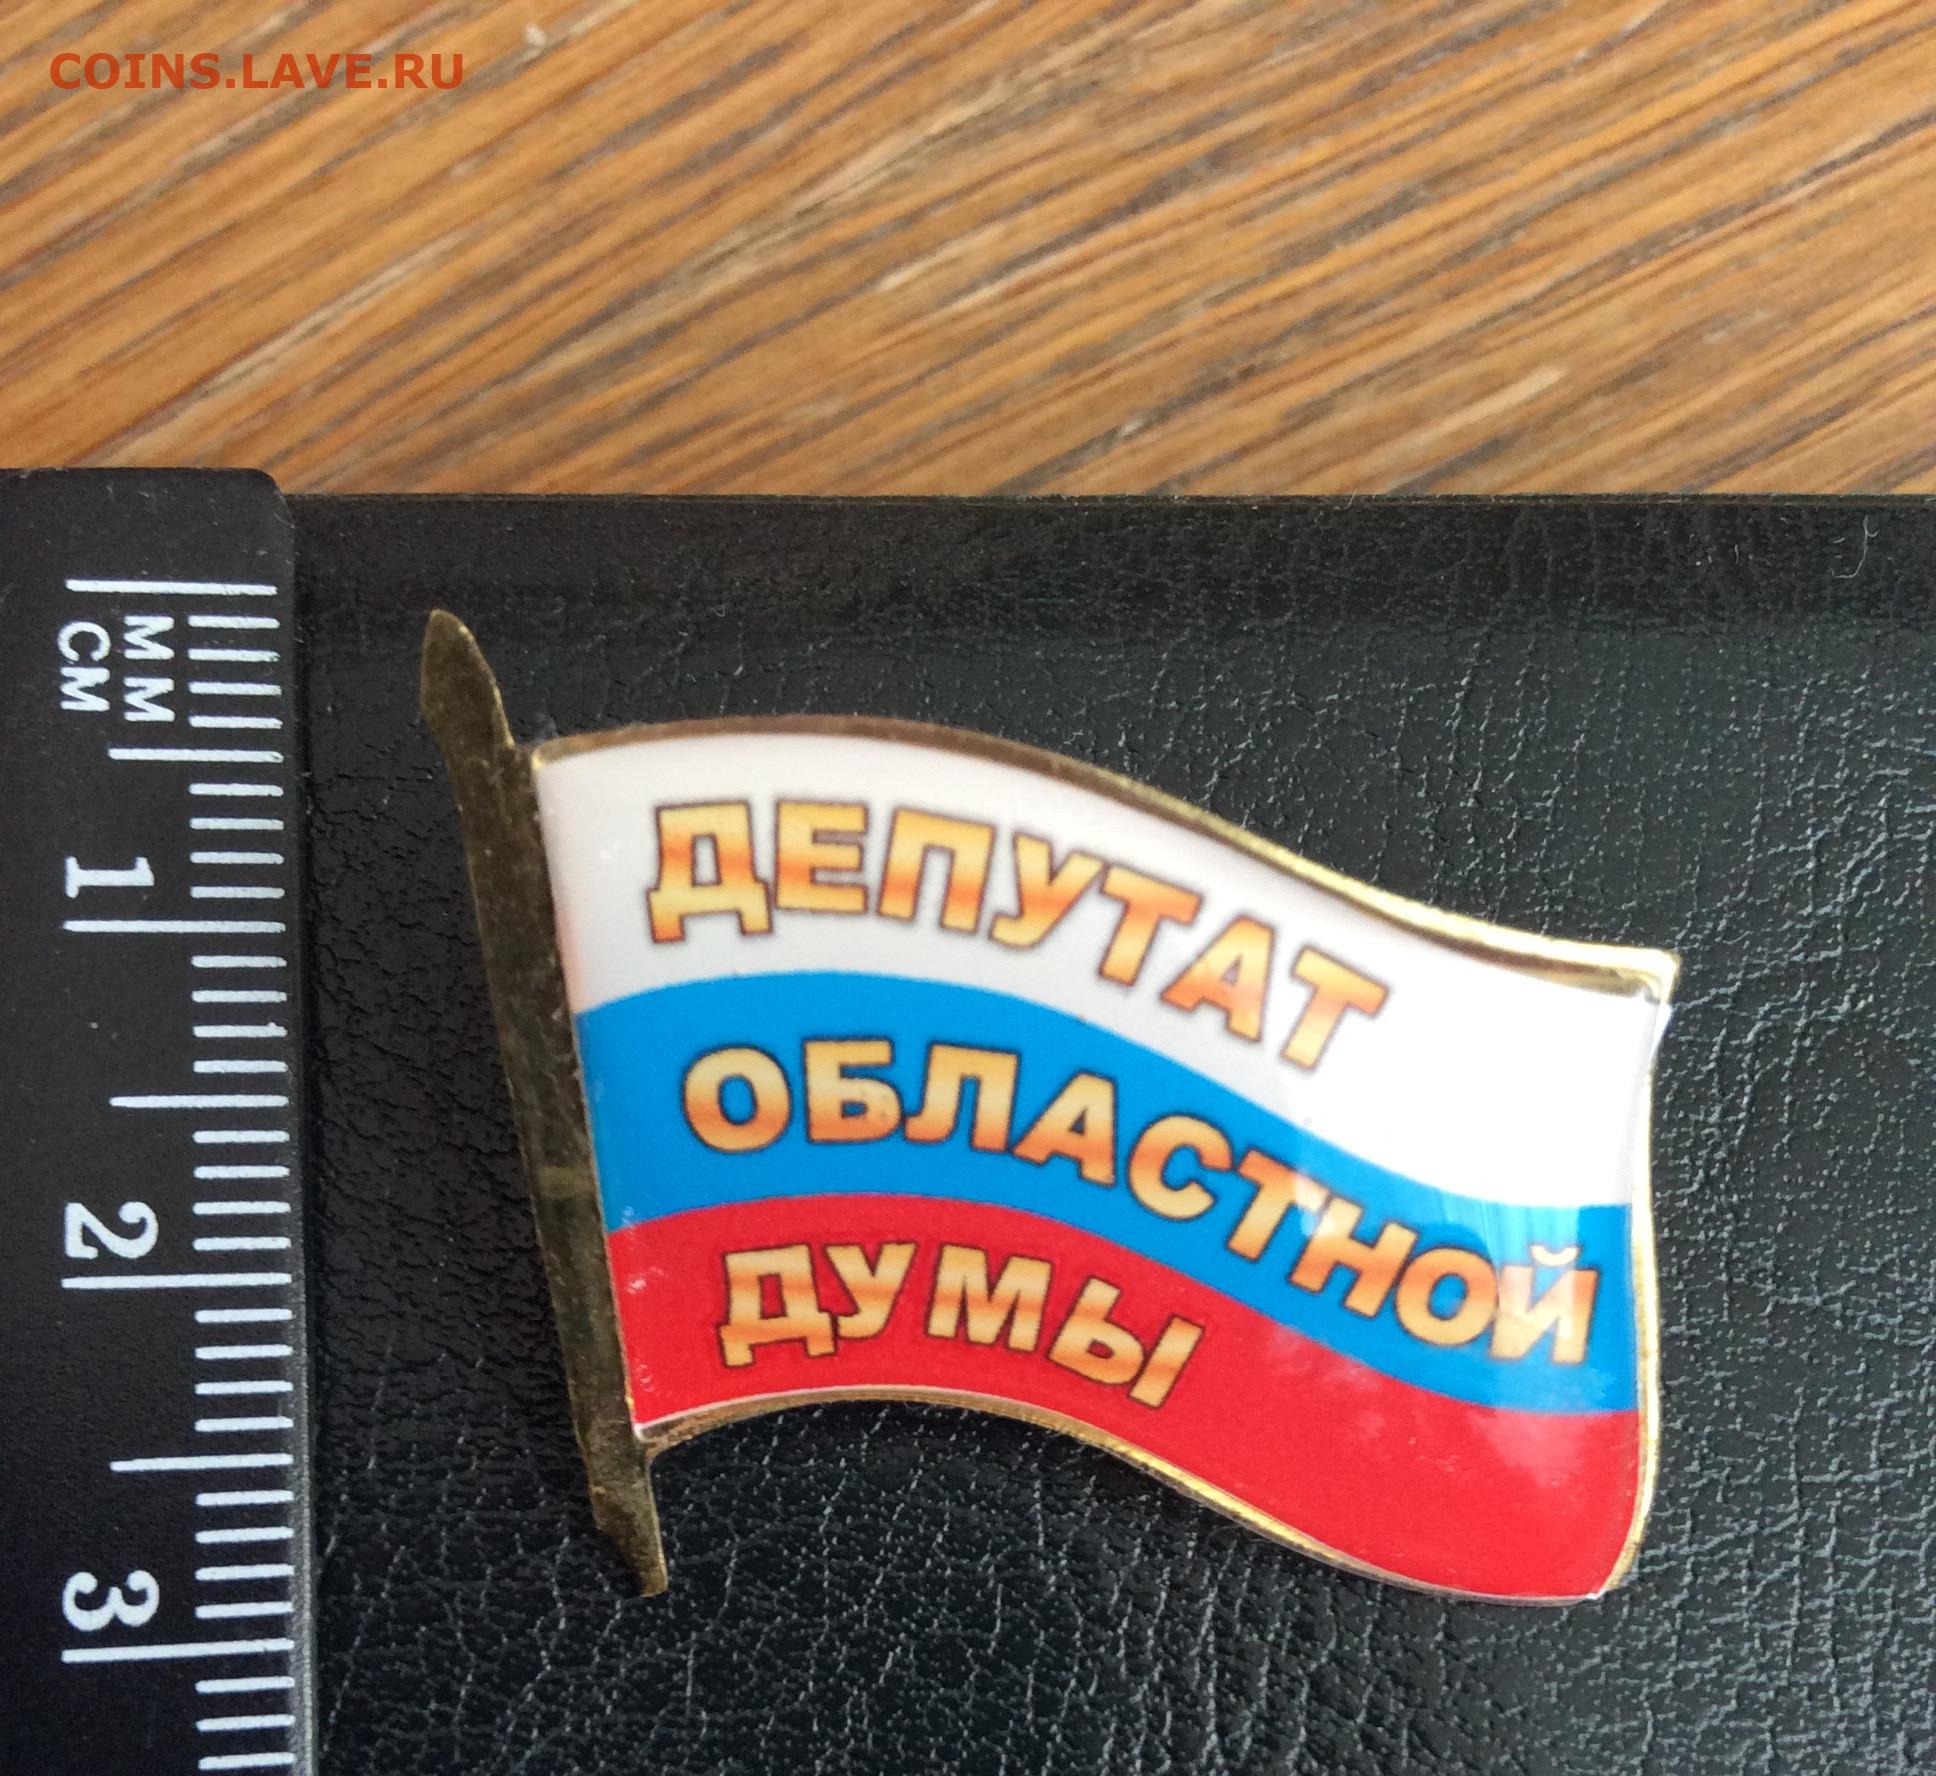 COINS.LAVE.RU
ММ
СМ
1
2
3
ДЕПУТАТ
ОБЛАСТНОЙ
ДУМЫ